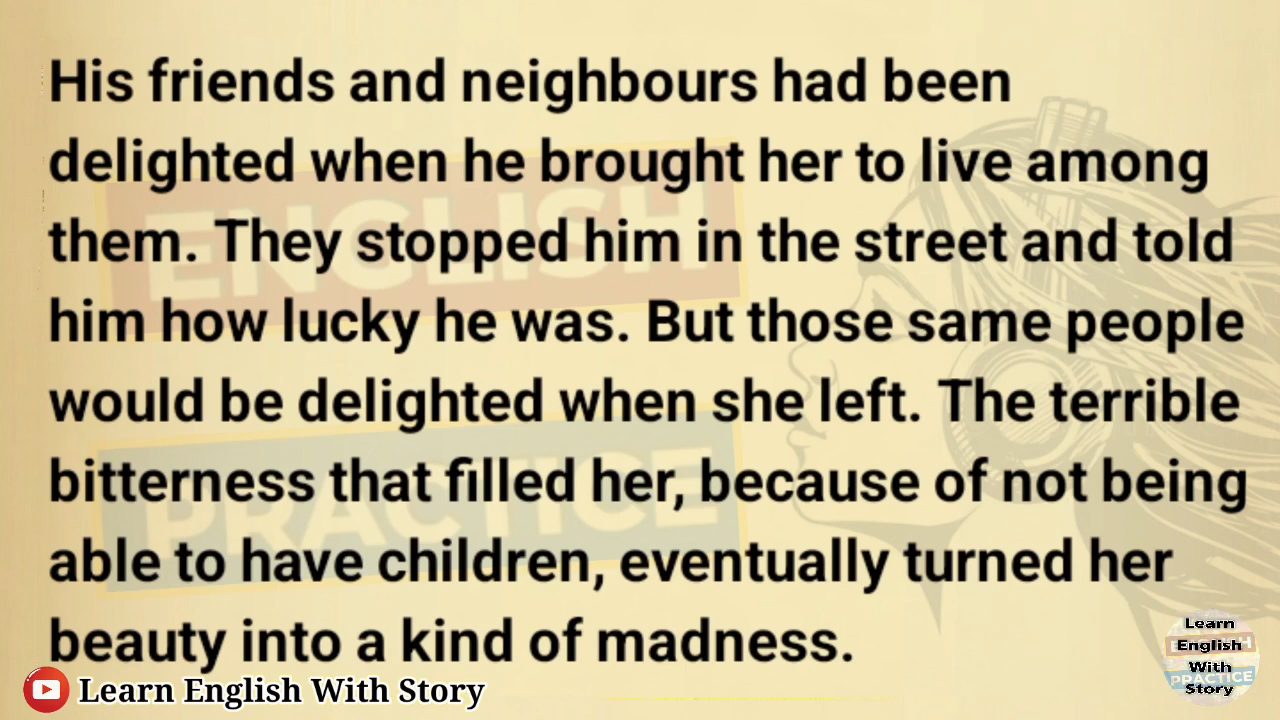 His friends and neighbours had been
delighted when he brought her to live among
them. They stopped him in the street and told
him how lucky he was. But those same people
would be delighted when she left. The terrible
bitterness that filled her, because of not being
able to have children, eventually turned her
beauty into a kind of madness.
ENGLISH
PRACTICE
Learn English With Story
Learn
English
With
Story
ENGLISH
PRACTICE